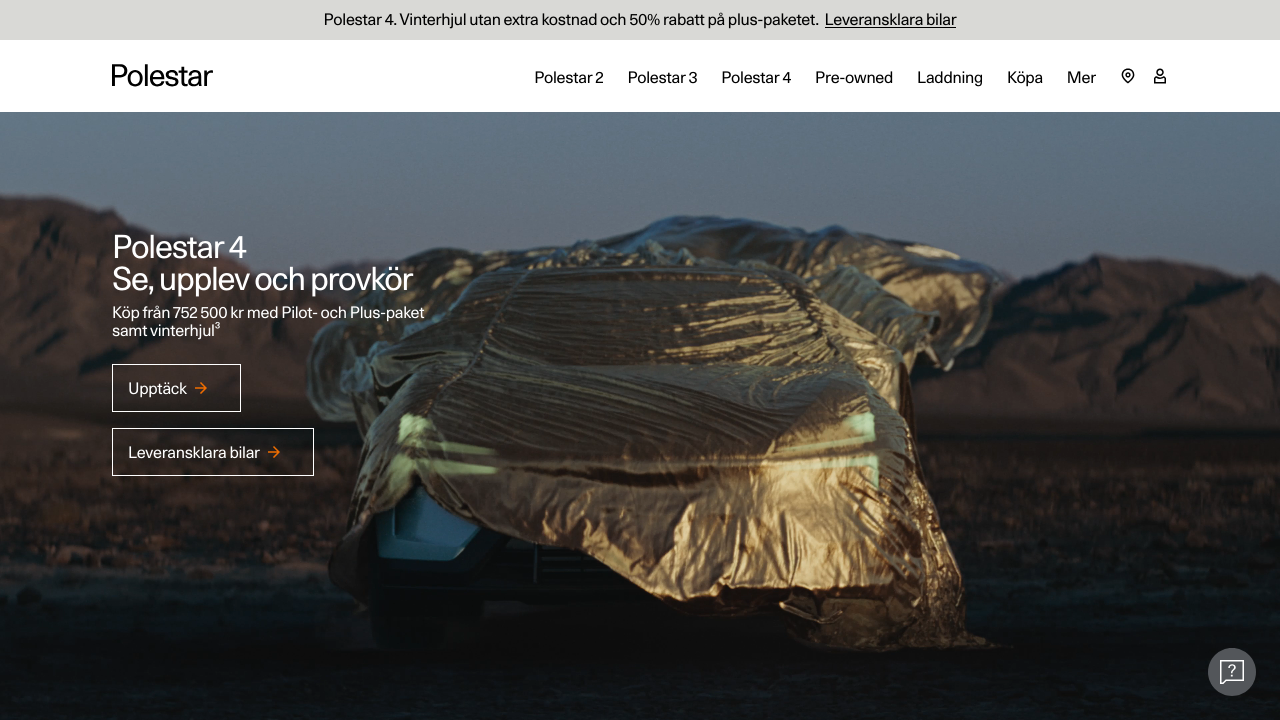 Polestar 4. Vinterhjul utan extra kostnad och 50% rabatt på plus-paketet. Leveransklara bilar
Polestar
Polestar 2
Polestar 3
Polestar 4
Pre-owned
Laddning
Köpa
Mer
Polestar 4
Se, upplev och provkör
Köp från 752 500 kr med Pilot- och Plus-paket
samt vinterhjul³
Upptäck →
Leveransklara bilar →
?